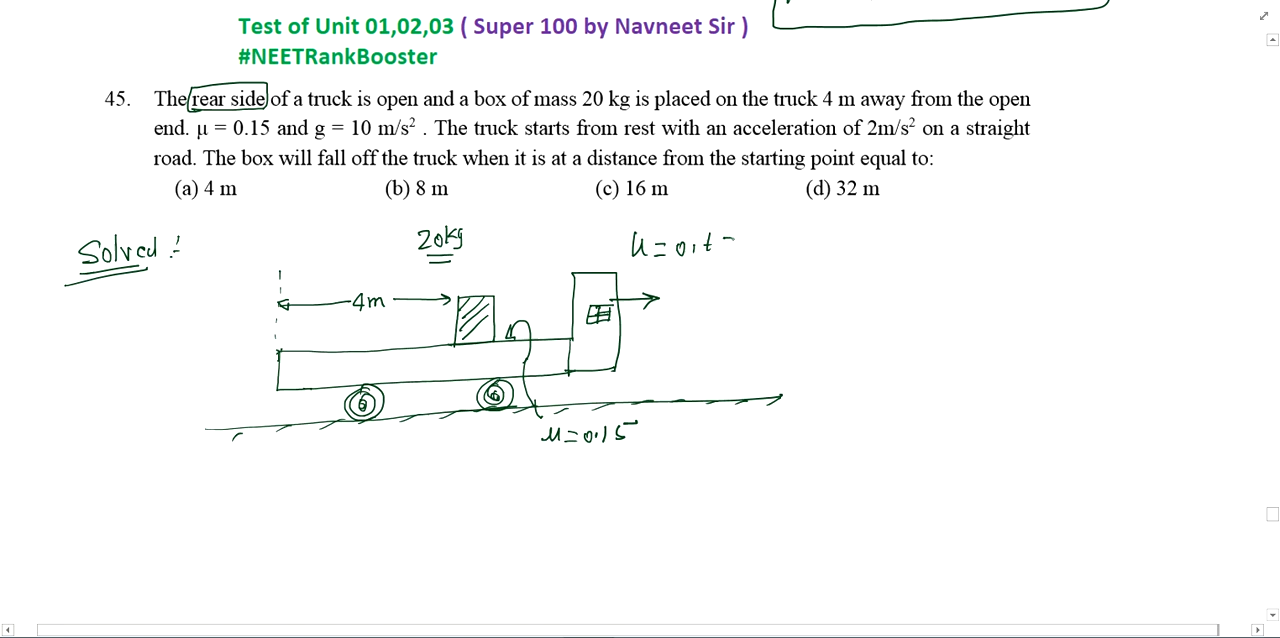 Test of Unit 01,02,03 ( Super 100 by Navneet Sir )
#NEETRankBooster
45. The rear side of a truck is open and a box of mass 20 kg is placed on the truck 4 m away from the open
end. μ = 0.15 and g = 10 m/s² . The truck starts from rest with an acceleration of 2m/s² on a straight
road. The box will fall off the truck when it is at a distance from the starting point equal to:
(a) 4 m (b) 8 m (c) 16 m (d) 32 m
Solved :-
20kg
u = 0, t -
4m
μ = 0.15